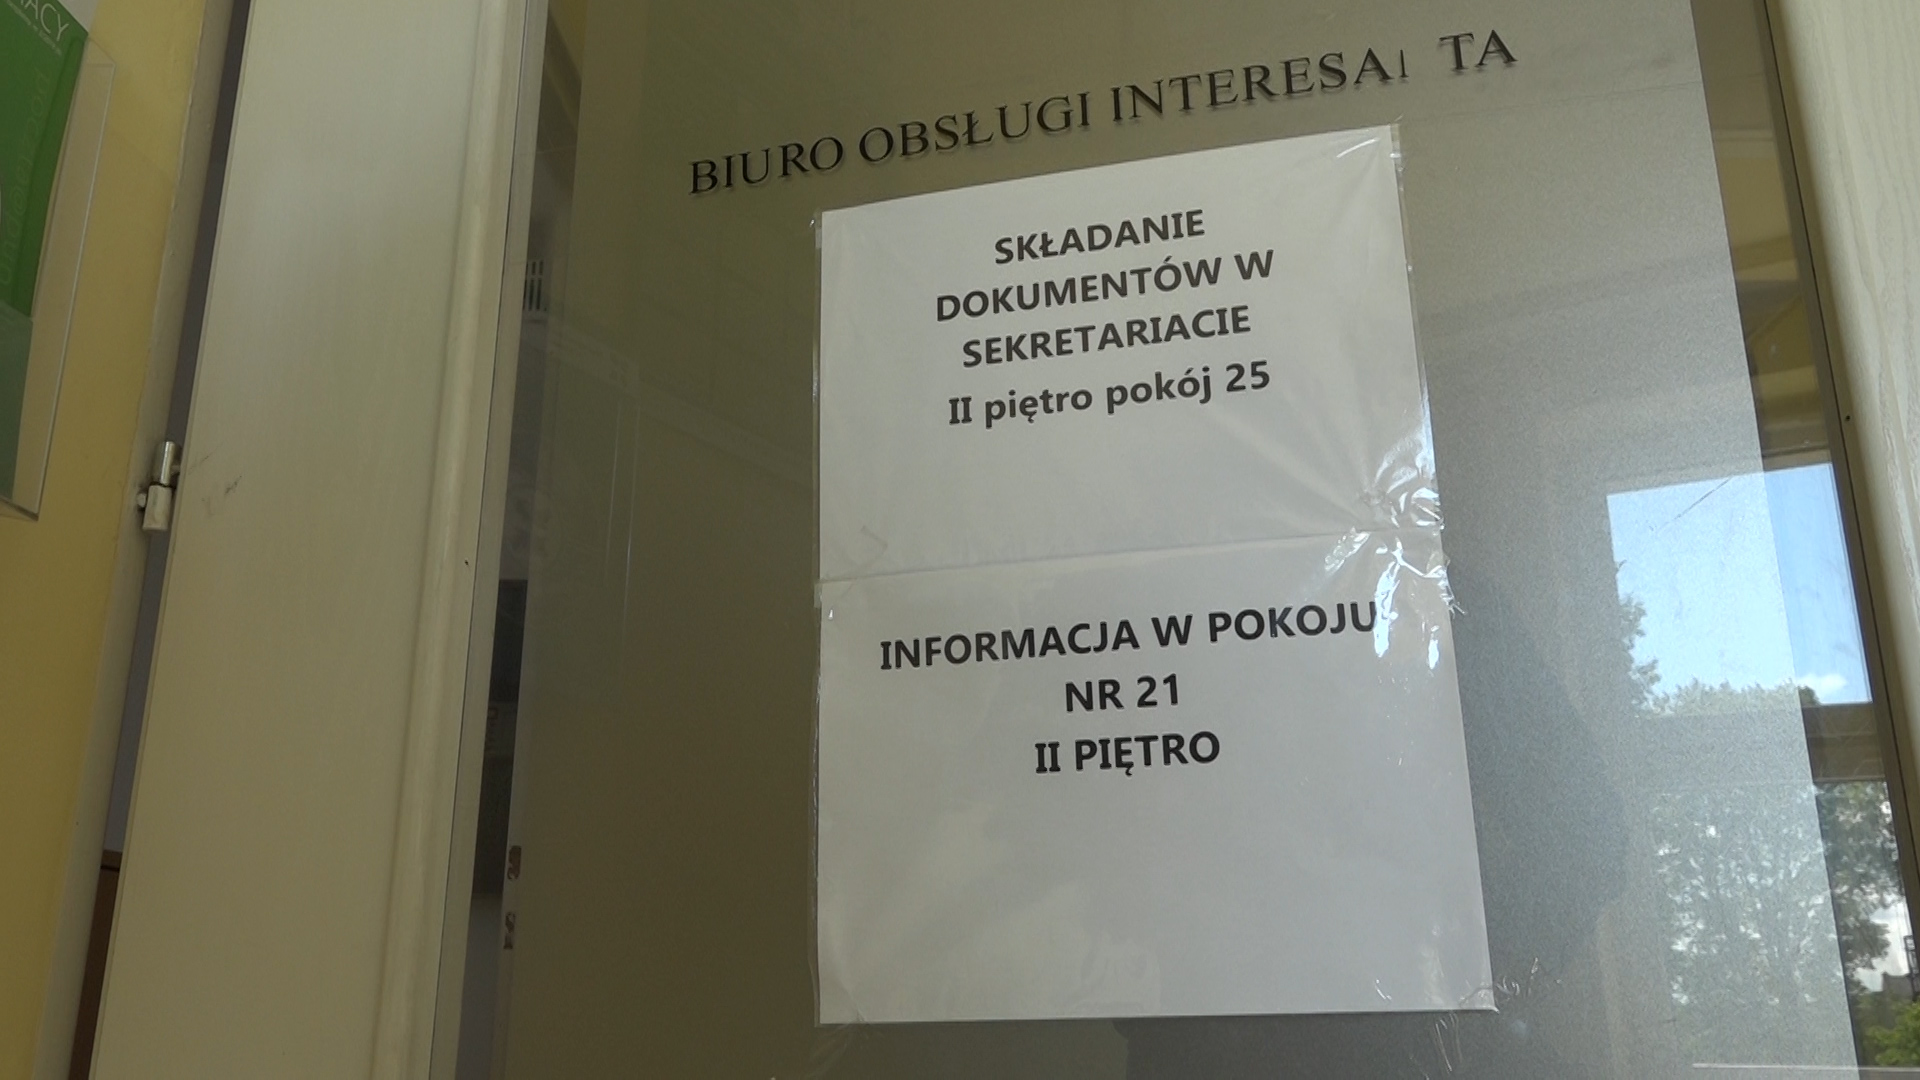 BIURO OBSŁUGI INTERESA TA
SKŁADANIE
DOKUMENTÓW W
SEKRETARIACIE
II piętro pokój 25
INFORMACJA W POKOJU
NR 21
II PIĘTRO